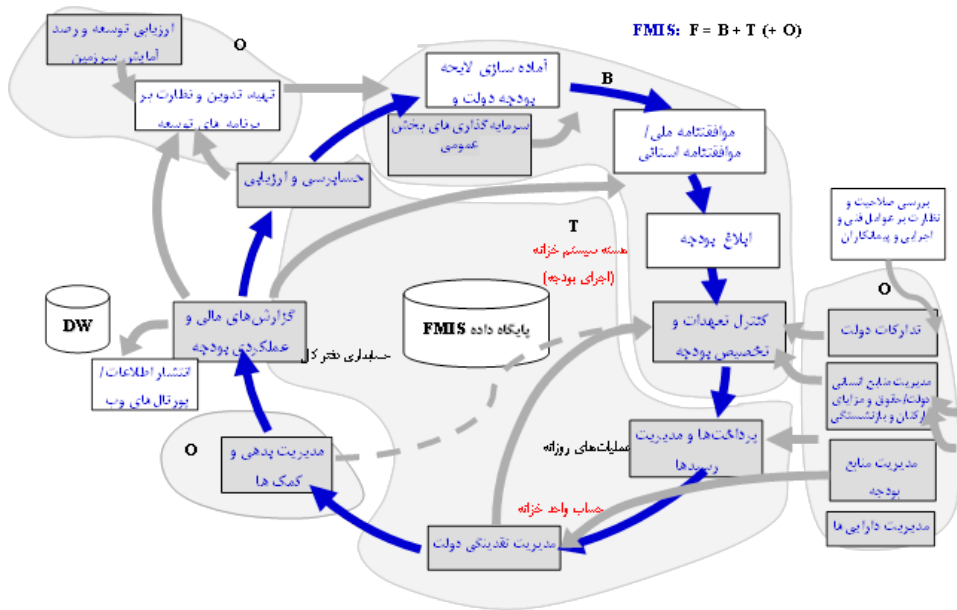 FMIS: F = B + T (+ O)
ارزیابی توسعه و رصد
آمایش سرزمین
O
تهیه، تدوین و نظارت بر
برنامه های توسعه
آماده سازی لایحه
بودجه دولت و
B
سرمایه گذاری های بخش
عمومی
موافقتنامه ملی/
موافقتنامه استانی
حسابرسی و ارزیابی
بررسی صلاحیت و
نظارت بر عوامل فنی و
اجرایی و پیمانکاران
T
هسته سیستم خزانه
(اجرای بودجه)
ابلاغ بودجه
O
DW
گزارش‌های مالی و
عملکردی بودجه
پایگاه داده FMIS
کنترل تعهدات و
تخصیص بودجه
تدارکات دولت
حسابداری دفتر کل
انتشار اطلاعات/
پورتال‌های وب
مدیریت منابع انسانی
دولت/حقوق و مزایای
کارکنان و بازنشستگی
O
مدیریت بدهی و
کمک ها
عملیات‌های روزانه
پرداخت‌ها و مدیریت
رسیدها
مدیریت منابع
بودجه
حساب واحد خزانه
مدیریت نقدینگی دولت
مدیریت دارایی ها